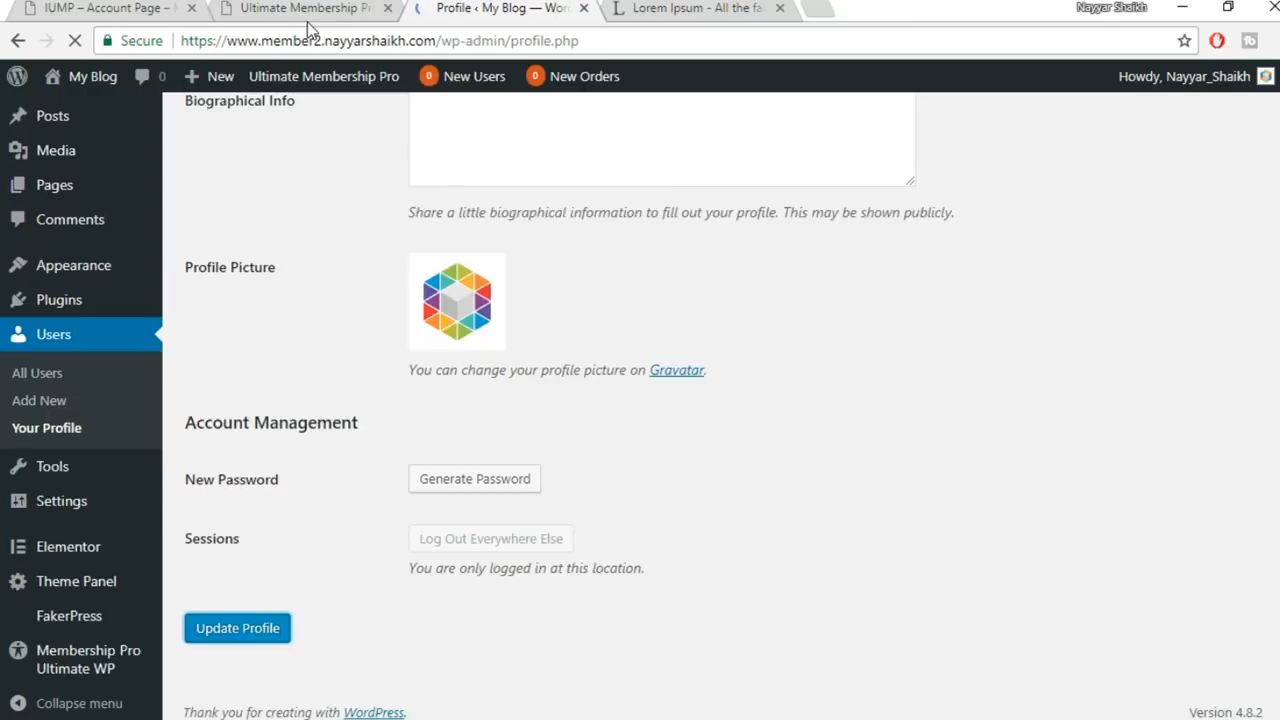 IUMP – Account Page –
Ultimate Membership Pr
Profile ‹ My Blog — Wor
Lorem Ipsum - All the fa
Nayyar Shaikh
Secure
https://www.member2.nayyarshaikh.com/wp-admin/profile.php
My Blog
0
New
Ultimate Membership Pro
0 New Users
0 New Orders
Howdy, Nayyar_Shaikh
Posts
Media
Pages
Comments
Appearance
Plugins
Users
All Users
Add New
Your Profile
Tools
Settings
Elementor
Theme Panel
FakerPress
Membership Pro
Ultimate WP
Collapse menu
Biographical Info
Share a little biographical information to fill out your profile. This may be shown publicly.
Profile Picture
You can change your profile picture on Gravatar.
Account Management
New Password
Generate Password
Sessions
Log Out Everywhere Else
You are only logged in at this location.
Update Profile
Thank you for creating with WordPress.
Version 4.8.2